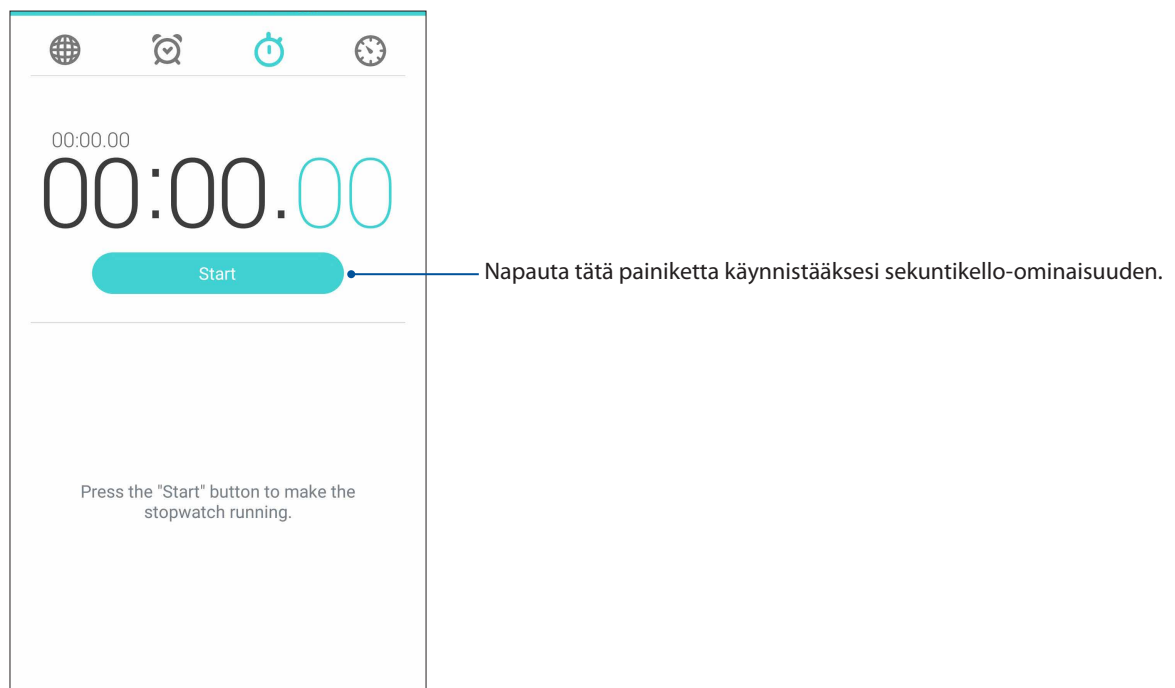 00:00.00
00:00.00
Start
Napauta tätä painiketta käynnistääksesi sekuntikello-ominaisuuden.
Press the "Start" button to make the
stopwatch running.